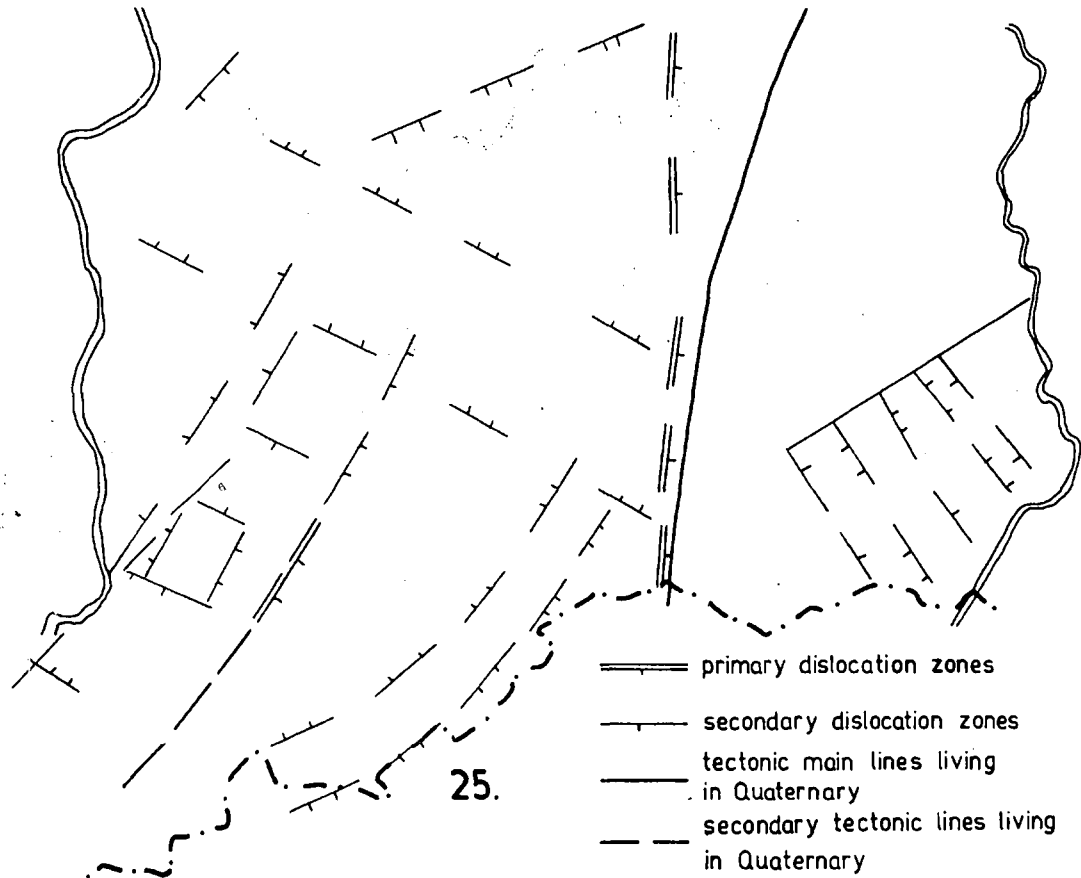 25.
primary dislocation zones
secondary dislocation zones
tectonic main lines living
in Quaternary
secondary tectonic lines living
in Quaternary